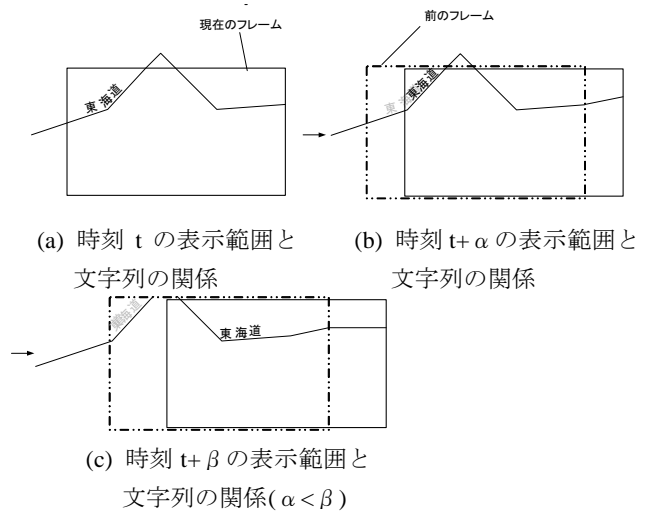 現在のフレーム
東海道
前のフレーム
東海道
東海道
(a) 時刻 t の表示範囲と
文字列の関係
(b) 時刻 t+ α の表示範囲と
文字列の関係
東海道
(c) 時刻 t+ β の表示範囲と
文字列の関係( α < β )